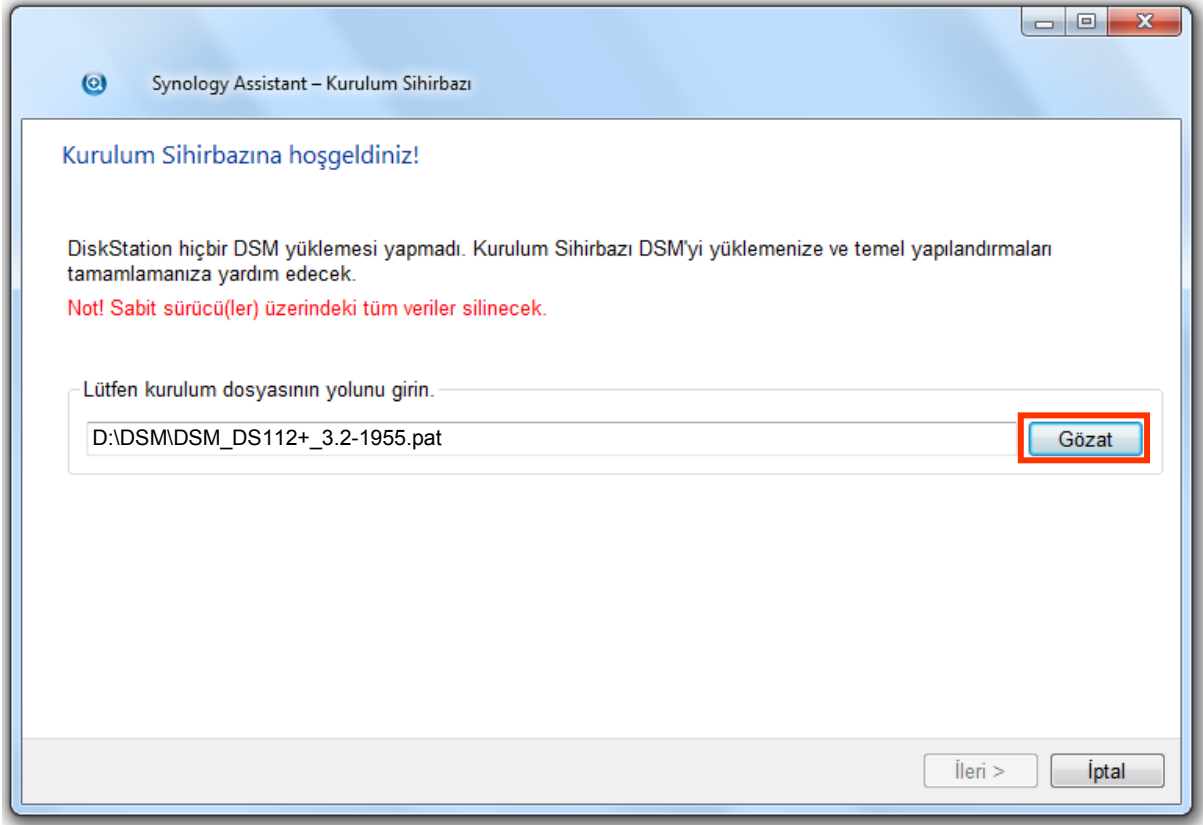 Synology Assistant – Kurulum Sihirbazı
Kurulum Sihirbazına hoşgeldiniz!
DiskStation hiçbir DSM yüklemesi yapmadı. Kurulum Sihirbazı DSM'yi yüklemenize ve temel yapılandırmaları
tamamlamanıza yardım edecek.
Not! Sabit sürücü(ler) üzerindeki tüm veriler silinecek.
Lütfen kurulum dosyasının yolunu girin.
D:\DSM\DSM_DS112+_3.2-1955.pat
Gözat
İleri >
İptal